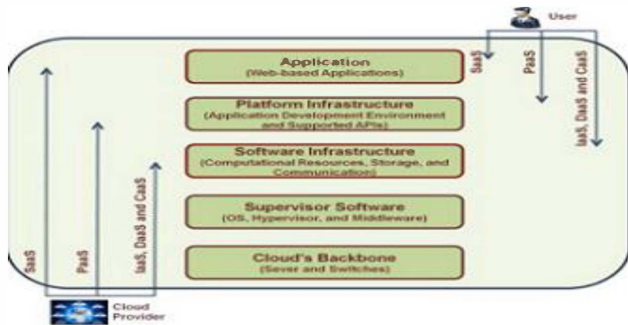 User
Application
(Web-based Applications)
SaaS
PaaS
IaaS, DaaS and CaaS
Platform Infrastructure
(Application Development Environment
and Supported APIs)
Software Infrastructure
(Computational Resources, Storage, and
Communication)
Supervisor Software
(OS, Hypervisor, and Middleware)
Cloud's Backbone
(Sever and Switches)
SaaS
PaaS
IaaS, DaaS and CaaS
Cloud
Provider